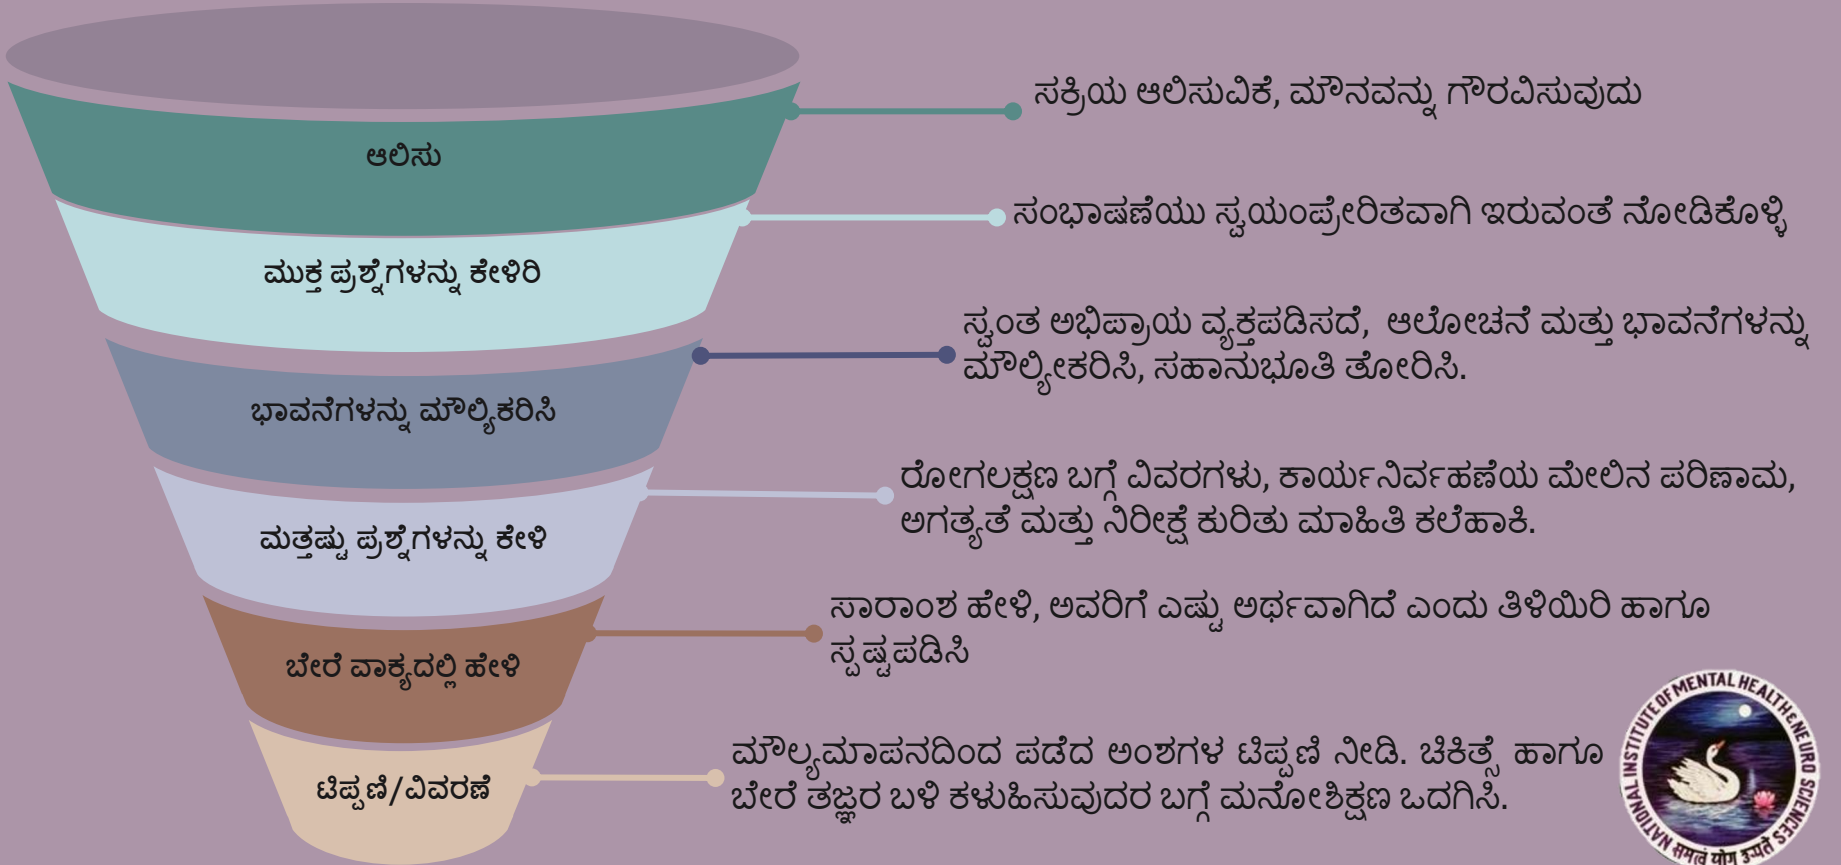 ಸಕ್ರಿಯ ಆಲಿಸುವಿಕೆ, ಮೌನವನ್ನು ಗೌರವಿಸುವುದು
ಆಲಿಸು
ಸಂಭಾಷಣೆಯು ಸ್ವಯಂಪ್ರೇರಿತವಾಗಿ ಇರುವಂತೆ ನೋಡಿಕೊಳ್ಳಿ
ಮುಕ್ತ ಪ್ರಶ್ನೆಗಳನ್ನು ಕೇಳಿರಿ
ಸ್ವಂತ ಅಭಿಪ್ರಾಯ ವ್ಯಕ್ತಪಡಿಸದೆ, ಆಲೋಚನೆ ಮತ್ತು ಭಾವನೆಗಳನ್ನು
ಮೌಲ್ಯೀಕರಿಸಿ, ಸಹಾನುಭೂತಿ ತೋರಿಸಿ.
ಭಾವನೆಗಳನ್ನು ಮೌಲ್ಯಿಕರಿಸಿ
ರೋಗಲಕ್ಷಣ ಬಗ್ಗೆ ವಿವರಗಳು, ಕಾರ್ಯನಿರ್ವಹಣೆಯ ಮೇಲಿನ ಪರಿಣಾಮ,
ಅಗತ್ಯತೆ ಮತ್ತು ನಿರೀಕ್ಷೆ ಕುರಿತು ಮಾಹಿತಿ ಕಲೆಹಾಕಿ.
ಮತ್ತಷ್ಟು ಪ್ರಶ್ನೆಗಳನ್ನು ಕೇಳಿ
ಸಾರಾಂಶ ಹೇಳಿ, ಅವರಿಗೆ ಎಷ್ಟು ಅರ್ಥವಾಗಿದೆ ಎಂದು ತಿಳಿಯಿರಿ ಹಾಗೂ
ಸ್ಪಷ್ಟಪಡಿಸಿ
ಬೇರೆ ವಾಕ್ಯದಲ್ಲಿ ಹೇಳಿ
ಮೌಲ್ಯಮಾಪನದಿಂದ ಪಡೆದ ಅಂಶಗಳ ಟಿಪ್ಪಣಿ ನೀಡಿ. ಚಿಕಿತ್ಸೆ ಹಾಗೂ
ಬೇರೆ ತಜ್ಞರ ಬಳಿ ಕಳುಹಿಸುವುದರ ಬಗ್ಗೆ ಮನೋಶಿಕ್ಷಣ ಒದಗಿಸಿ.
ಟಿಪ್ಪಣಿ/ವಿವರಣೆ
NATIONAL INSTITUTE OF MENTAL HEALTH & NEURO SCIENCES
समत्वं योग उच्यते